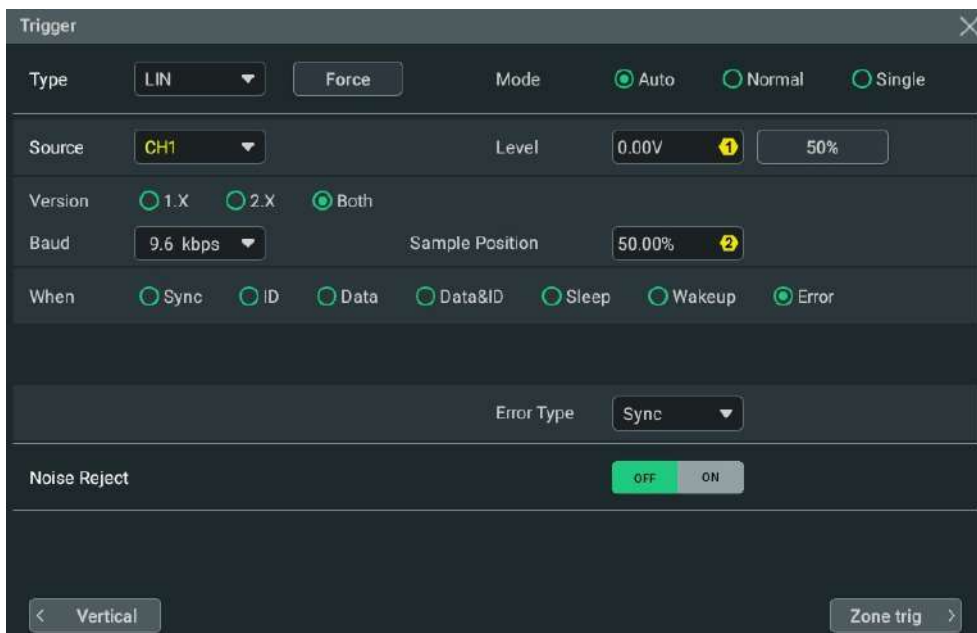 Trigger
Type LIN Force Mode Auto Normal Single
Source CH1 Level 0.00V 1 50%
Version 1.X 2.X Both
Baud 9.6 kbps Sample Position 50.00% 2
When Sync ID Data Data&ID Sleep Wakeup Error
Error Type Sync
Noise Reject OFF ON
< Vertical Zone trig >